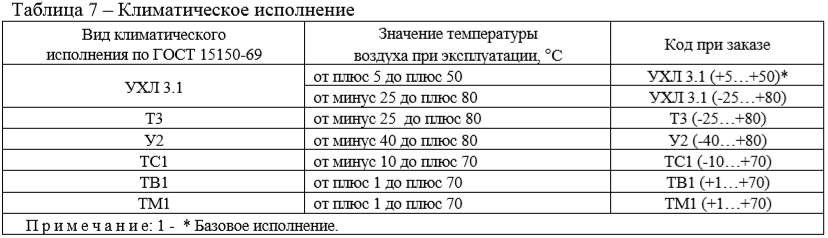 Таблица 7 – Климатическое исполнение
Вид климатического исполнения по ГОСТ 15150-69 | Значение температуры воздуха при эксплуатации, °С | Код при заказе
УХЛ 3.1 | от плюс 5 до плюс 50 | УХЛ 3.1 (+5…+50)*
от минус 25 до плюс 80 | УХЛ 3.1 (-25…+80)
Т3 | от минус 25 до плюс 80 | Т3 (-25…+80)
У2 | от минус 40 до плюс 80 | У2 (-40…+80)
ТС1 | от минус 10 до плюс 70 | ТС1 (-10…+70)
ТВ1 | от плюс 1 до плюс 70 | ТВ1 (+1…+70)
ТМ1 | от плюс 1 до плюс 70 | ТМ1 (+1…+70)
П р и м е ч а н и е: 1 - * Базовое исполнение.